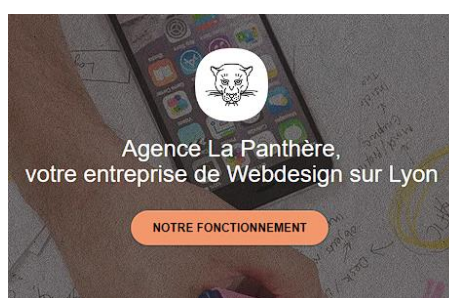 Agence La Panthère,
votre entreprise de Webdesign sur Lyon
NOTRE FONCTIONNEMENT